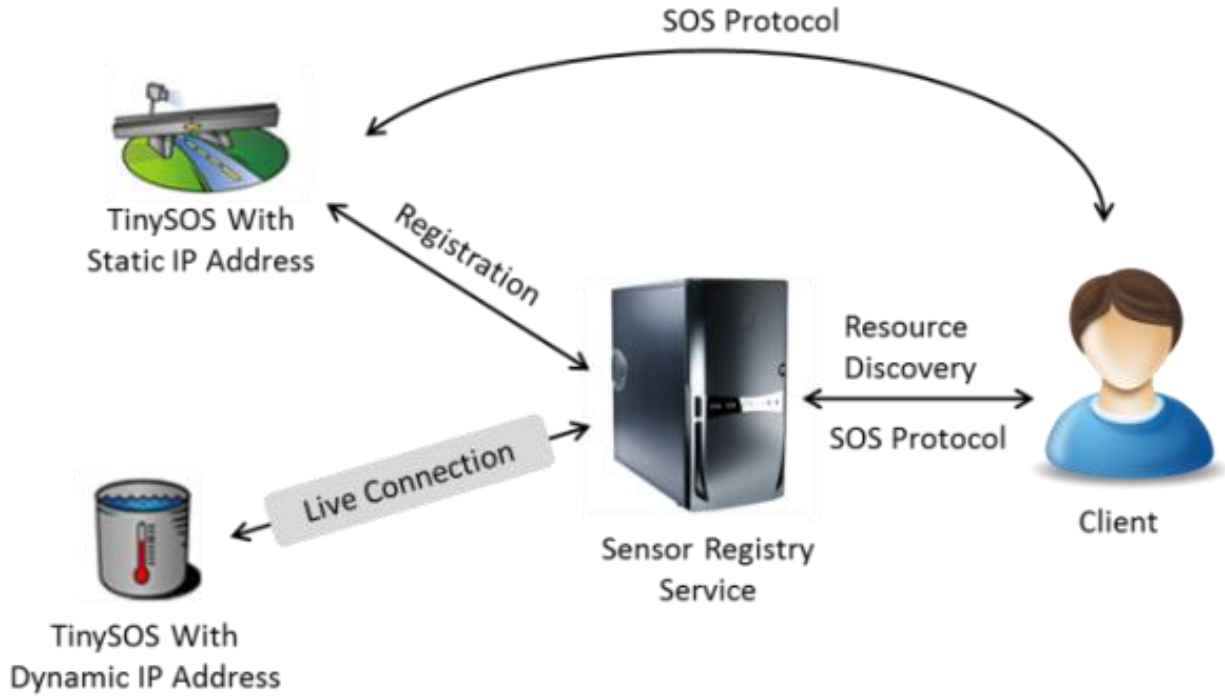 SOS Protocol
TinySOS With
Static IP Address
Registration
Resource
Discovery
SOS Protocol
Live Connection
Client
Sensor Registry
Service
TinySOS With
Dynamic IP Address